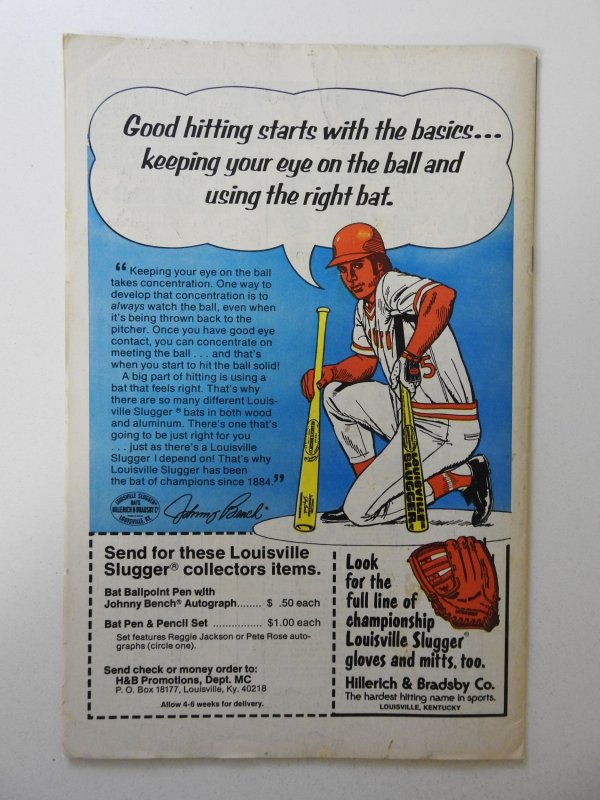 Good hitting starts with the basics...
keeping your eye on the ball and
using the right bat.
“ Keeping your eye on the ball
takes concentration. One way to
develop that concentration is to
always watch the ball, even when
it's being thrown back to the
pitcher. Once you have good eye
contact, you can concentrate on
meeting the ball . . . and that's
when you start to hit the ball solid!
A big part of hitting is using a
bat that feels right. That's why
there are so many different Louis-
ville Slugger ® bats in both wood
and aluminum. There's one that's
going to be just right for you
. . . just as there's a Louisville
Slugger I depend on! That's why
Louisville Slugger has been
the bat of champions since 1884.”
LOUISVILLE SLUGGER
BATS
HILLERICH & BRADSBY Co
LOUISVILLE, KY.
Johnny Bench
5
LOUISVILLE
SLUGGER
Send for these Louisville
Slugger® collectors items.
Bat Ballpoint Pen with
Johnny Bench® Autograph........ $ .50 each
Bat Pen & Pencil Set ................ $1.00 each
Set features Reggie Jackson or Pete Rose auto-
graphs (circle one).
Send check or money order to:
H&B Promotions, Dept. MC
P. O. Box 18177, Louisville, Ky. 40218
Allow 4-6 weeks for delivery.
Look
for the
full line of
championship
Louisville Slugger®
gloves and mitts, too.
Hillerich & Bradsby Co.
The hardest hitting name in sports.
LOUISVILLE, KENTUCKY